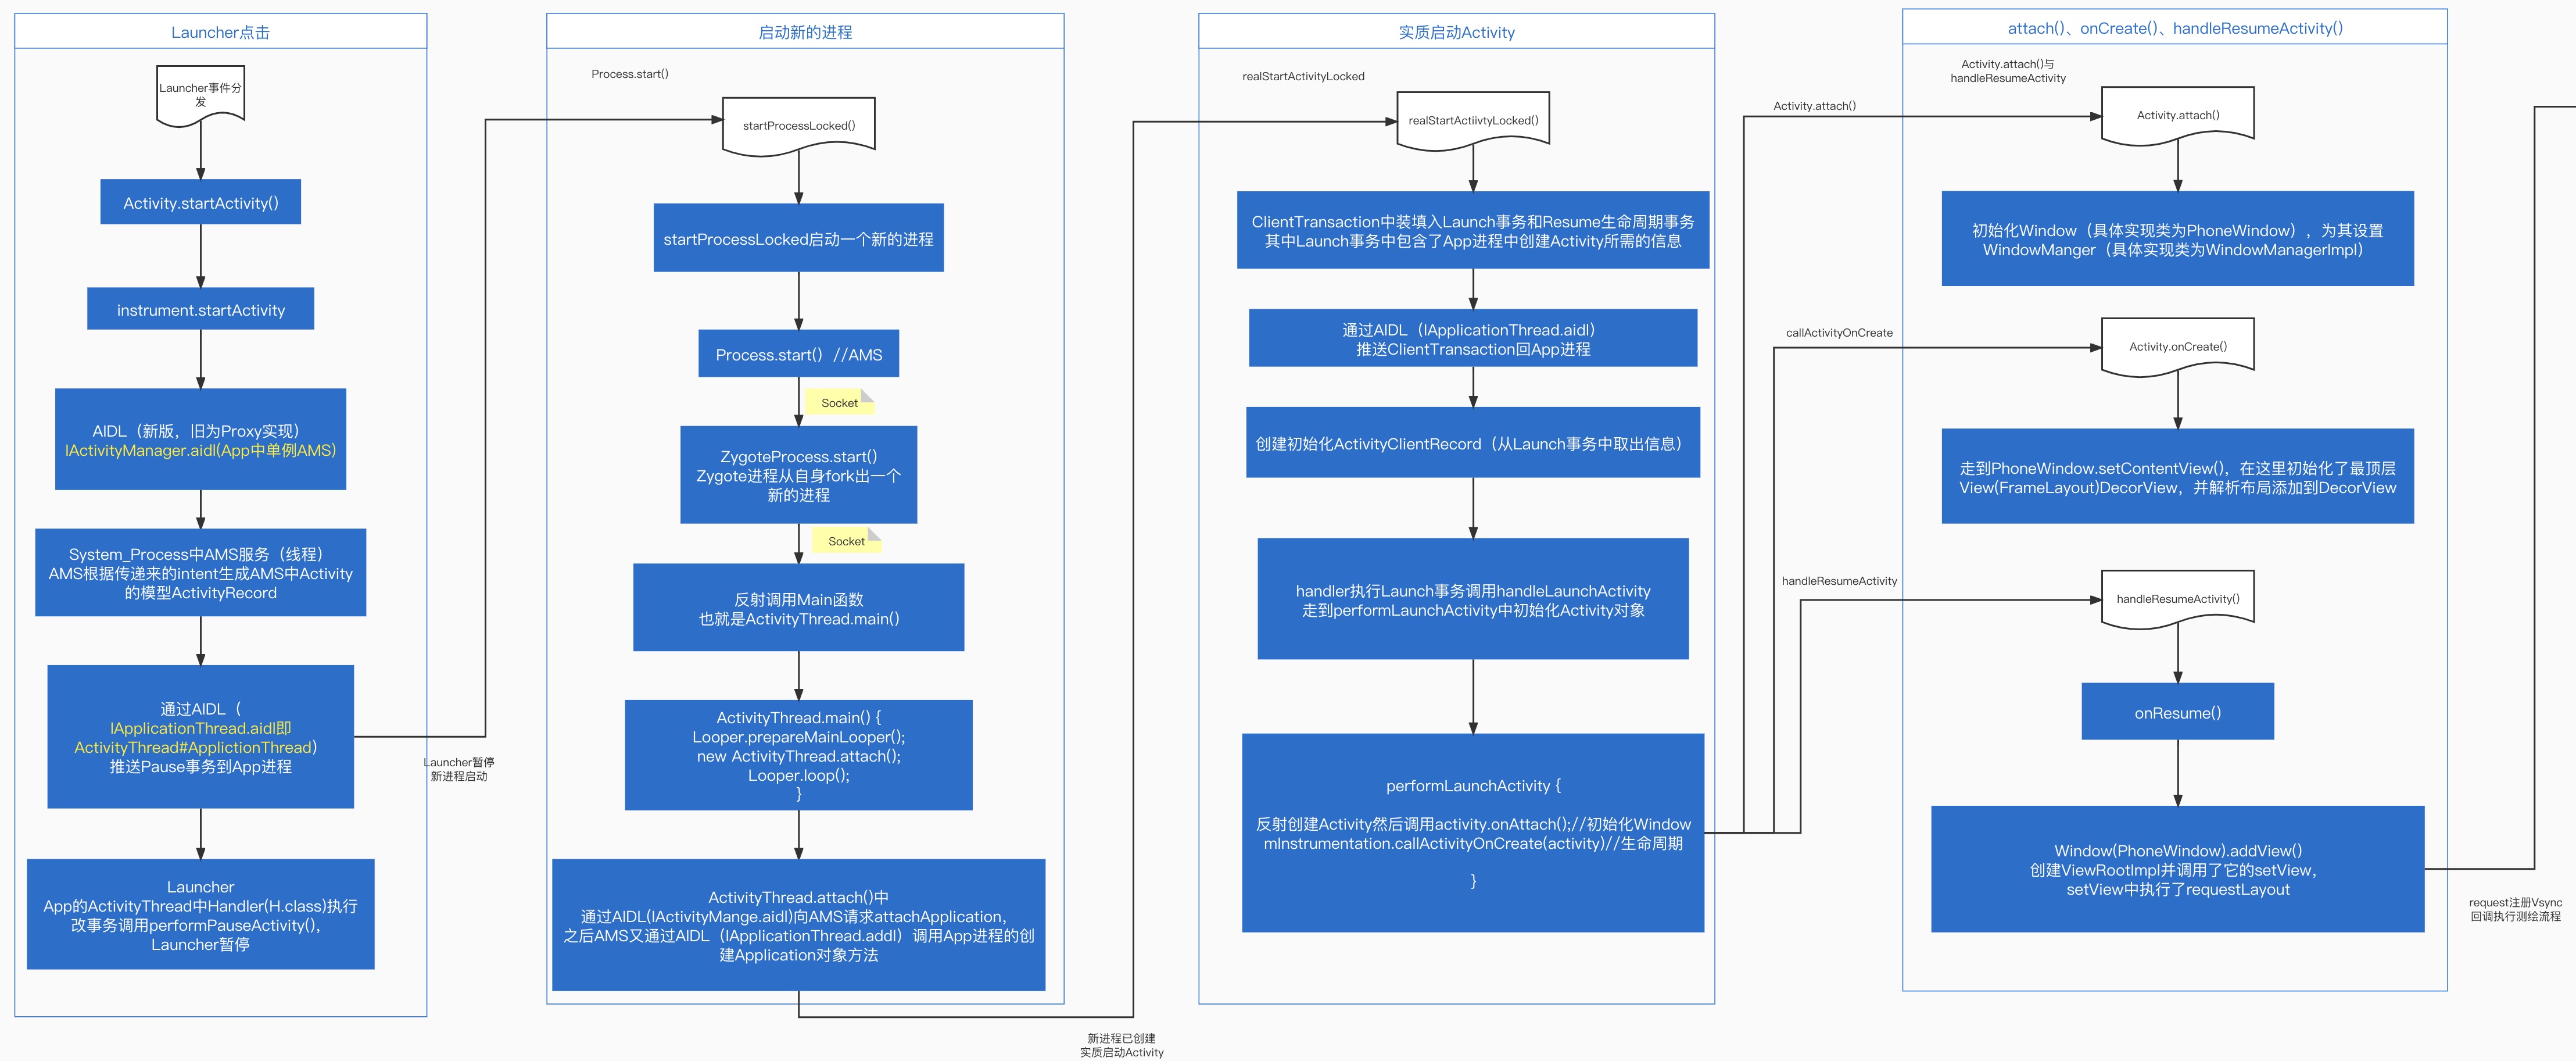 Launcher点击
Launcher事件分
发
Activity.startActivity()
instrument.startActivity
AIDL（新版，旧为Proxy实现）
IActivityManager.aidl(App中单例AMS)
System_Process中AMS服务（线程）
AMS根据传递来的intent生成AMS中Activity
的模型ActivityRecord
通过AIDL（
IApplicationThread.aidl即
ActivityThread#ApplictionThread）
推送Pause事务到App进程
Launcher
App的ActivityThread中Handler(H.class)执行
改事务调用performPauseActivity()，
Launcher暂停
Launcher暂停
新进程启动
启动新的进程
Process.start()
startProcessLocked()
startProcessLocked启动一个新的进程
Process.start()  //AMS
Socket
ZygoteProcess.start()
Zygote进程从自身fork出一个
新的进程
Socket
反射调用Main函数
也就是ActivityThread.main()
ActivityThread.main() {
Looper.prepareMainLooper();
new ActivityThread.attach();
Looper.loop();
}
ActivityThread.attach()中
通过AIDL(IActivityMange.aidl)向AMS请求attachApplication，
之后AMS又通过AIDL（IApplicationThread.addl）调用App进程的创
建Application对象方法
新进程已创建
实质启动Activity
实质启动Activity
realStartActivityLocked
realStartActiivtyLocked()
ClientTransaction中装填入Launch事务和Resume生命周期事务
其中Launch事务中包含了App进程中创建Activity所需的信息
通过AIDL（IApplicationThread.aidl）
推送ClientTransaction回App进程
创建初始化ActivityClientRecord（从Launch事务中取出信息）
handler执行Launch事务调用handleLaunchActivity
走到performLaunchActivity中初始化Activity对象
performLaunchActivity {
反射创建Activity然后调用activity.onAttach();//初始化Window
mInstrumentation.callActivityOnCreate(activity)//生命周期
}
Activity.attach()
callActivityOnCreate
handleResumeActivity
attach()、onCreate()、handleResumeActivity()
Activity.attach()与
handleResumeActivity
Activity.attach()
初始化Window（具体实现类为PhoneWindow），为其设置
WindowManger（具体实现类为WindowManagerImpl）
Activity.onCreate()
走到PhoneWindow.setContentView()，在这里初始化了最顶层
View(FrameLayout)DecorView，并解析布局添加到DecorView
handleResumeActivity()
onResume()
Window(PhoneWindow).addView()
创建ViewRootImpl并调用了它的setView，
setView中执行了requestLayout
request注册Vsync
回调执行测绘流程